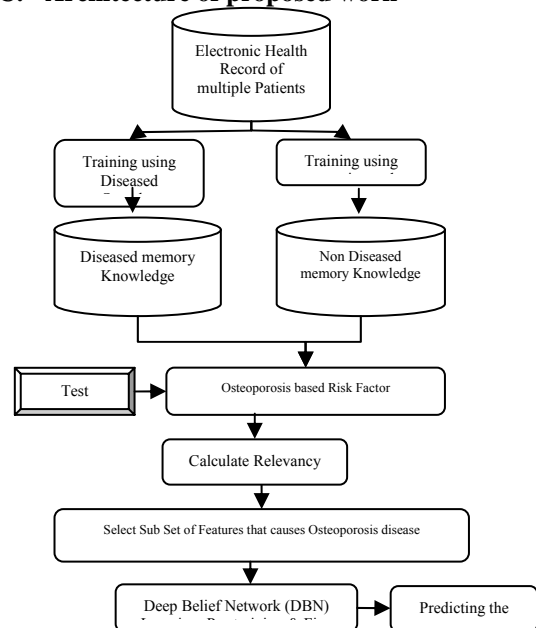 Architecture of proposed work
Electronic Health
Record of
multiple Patients
Training using
Diseased
Training using
Diseased memory
Knowledge
Non Diseased
memory Knowledge
Test
Osteoporosis based Risk Factor
Calculate Relevancy
Select Sub Set of Features that causes Osteoporosis disease
Deep Belief Network (DBN)
Predicting the